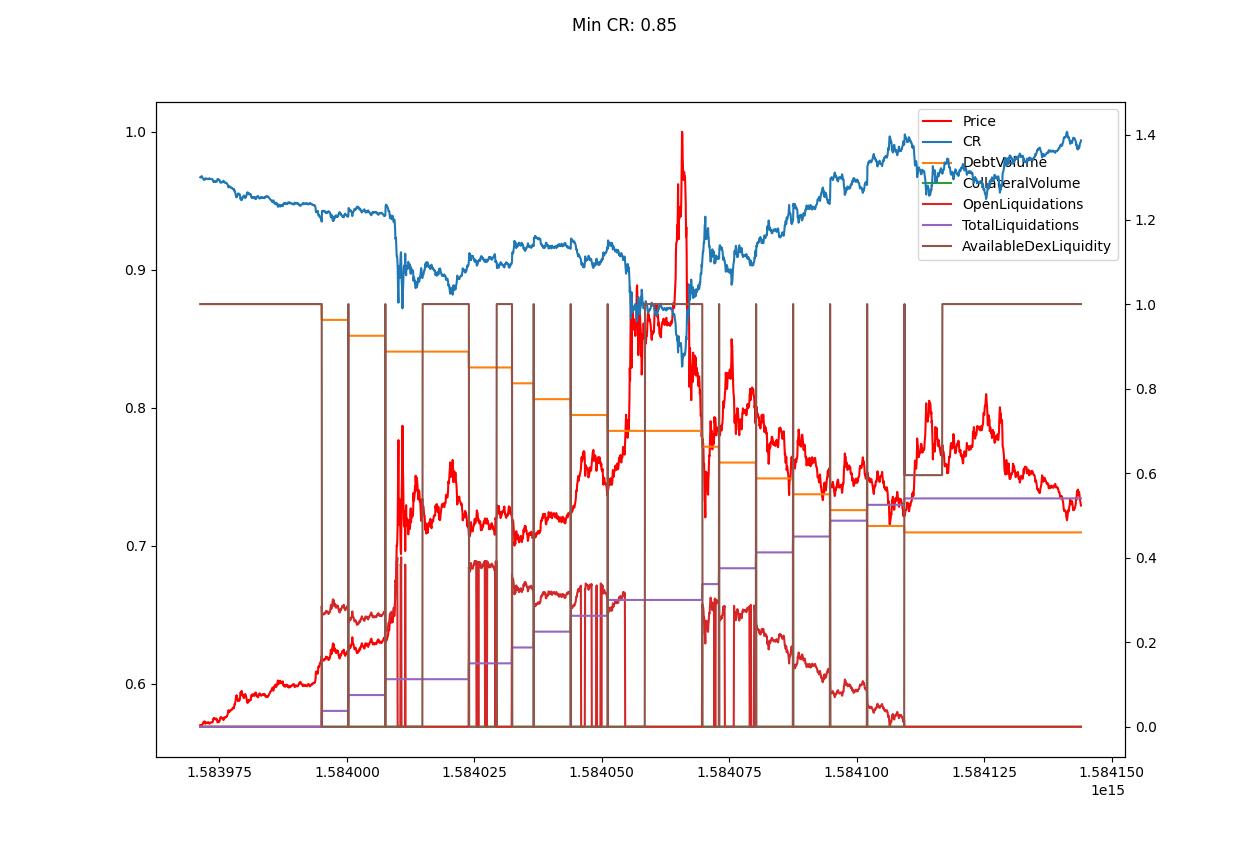 Min CR: 0.85
1.0
0.9
0.8
0.7
0.6
1.4
1.2
1.0
0.8
0.6
0.4
0.2
0.0
Price
CR
DebtVolume
CollateralVolume
OpenLiquidations
TotalLiquidations
AvailableDexLiquidity
1.583975 1.584000 1.584025 1.584050 1.584075 1.584100 1.584125 1.584150
1e15